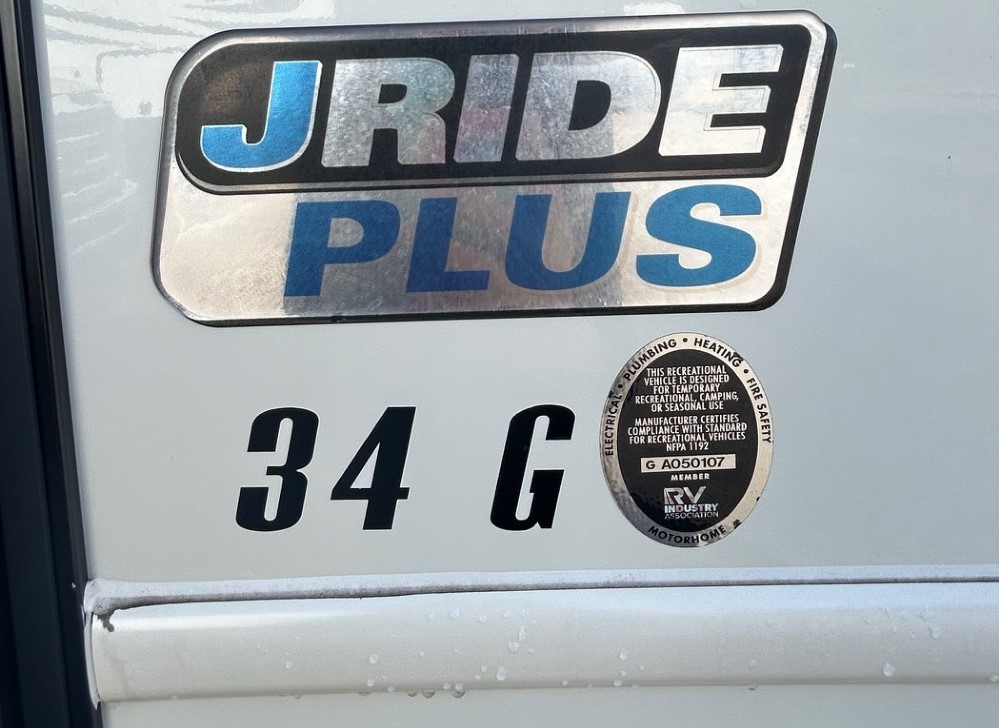 JRIDE
PLUS
34 G
ELECTRICAL • PLUMBING • HEATING • FIRE SAFETY
THIS RECREATIONAL
VEHICLE IS DESIGNED
FOR TEMPORARY
RECREATIONAL, CAMPING,
OR SEASONAL USE
MANUFACTURER CERTIFIES
COMPLIANCE WITH STANDARD
FOR RECREATIONAL VEHICLES
NFPA 1192
G A050107
MEMBER
RV
INDUSTRY
ASSOCIATION
MOTORHOME